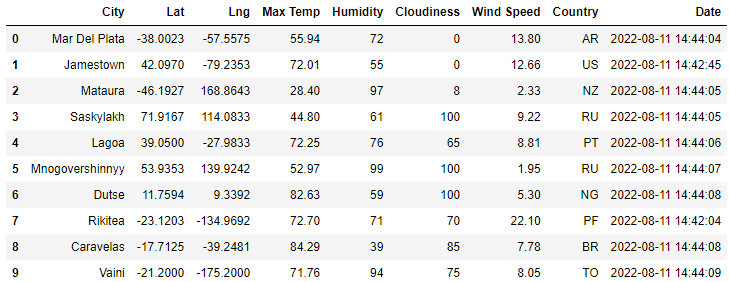 City Lat Lng Max Temp Humidity Cloudiness Wind Speed Country Date
0 Mar Del Plata -38.0023 -57.5575 55.94 72 0 13.80 AR 2022-08-11 14:44:04
1 Jamestown 42.0970 -79.2353 72.01 55 0 12.66 US 2022-08-11 14:42:45
2 Mataura -46.1927 168.8643 28.40 97 8 2.33 NZ 2022-08-11 14:44:05
3 Saskylakh 71.9167 114.0833 44.80 61 100 9.22 RU 2022-08-11 14:44:05
4 Lagoa 39.0500 -27.9833 72.25 76 65 8.81 PT 2022-08-11 14:44:06
5 Mnogovershinnyy 53.9353 139.9242 52.97 99 100 1.95 RU 2022-08-11 14:44:07
6 Dutse 11.7594 9.3392 82.63 59 100 5.30 NG 2022-08-11 14:44:08
7 Rikitea -23.1203 -134.9692 72.70 71 70 22.10 PF 2022-08-11 14:42:04
8 Caravelas -17.7125 -39.2481 84.29 39 85 7.78 BR 2022-08-11 14:44:08
9 Vaini -21.2000 -175.2000 71.76 94 75 8.05 TO 2022-08-11 14:44:09